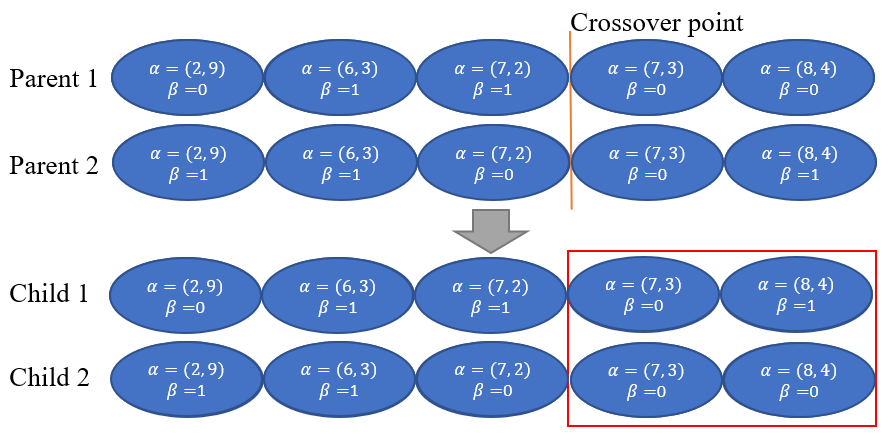 Crossover point
Parent 1
α = (2, 9)
β =0
α = (6, 3)
β =1
α = (7, 2)
β =1
α = (7, 3)
β =0
α = (8, 4)
β =0
Parent 2
α = (2, 9)
β =1
α = (6, 3)
β =1
α = (7, 2)
β =0
α = (7, 3)
β =0
α = (8, 4)
β =1
Child 1
α = (2, 9)
β =0
α = (6, 3)
β =1
α = (7, 2)
β =1
α = (7, 3)
β =0
α = (8, 4)
β =1
Child 2
α = (2, 9)
β =1
α = (6, 3)
β =1
α = (7, 2)
β =0
α = (7, 3)
β =0
α = (8, 4)
β =0